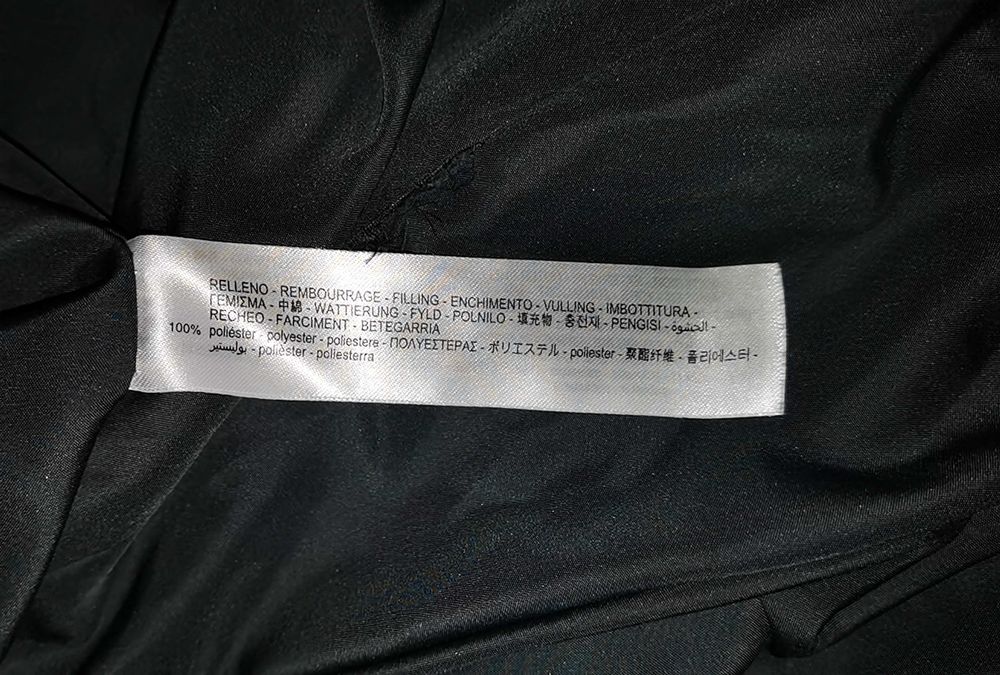 RELLENO - REMBOURRAGE - FILLING - ENCHIMENTO - VULLING - IMBOTTITURA -
ΓΕΜΙΣΜΑ - 中綿 - WATTIERUNG - FYLD - POLNILO - 填充物 - 충전재 - PENGISI - الحشوة -
RECHEO - FARCIMENT - BETEGARRIA
100% poliéster - polyester - poliestere - ΠΟΛΥΕΣΤΕΡΑΣ - ポリエステル - poliester - 聚酯纤维 - 폴리에스터 -
بوليستير - polièster - poliesterra